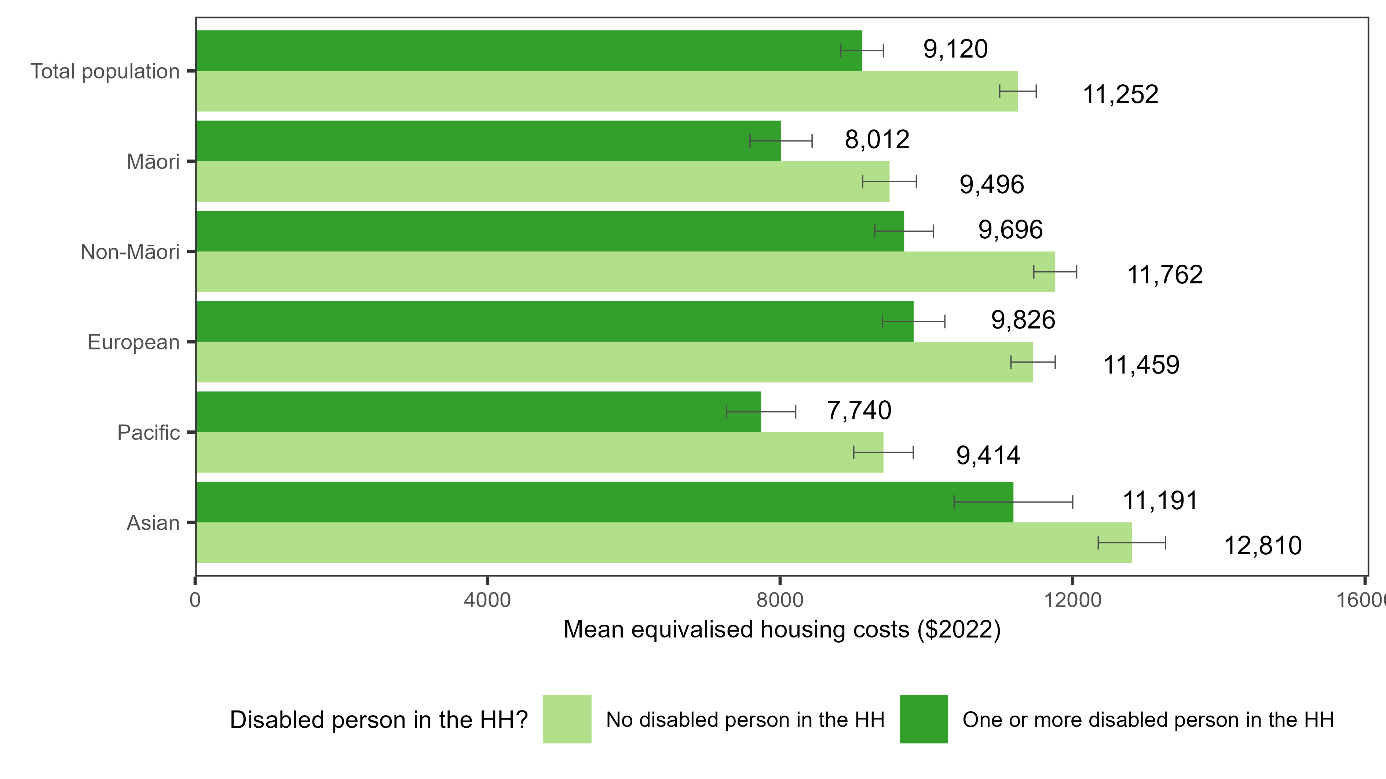 Total population
9,120
11,252
Māori
8,012
9,496
Non-Māori
9,696
11,762
European
9,826
11,459
Pacific
7,740
9,414
Asian
11,191
12,810
0 4000 8000 12000 16000
Mean equivalised housing costs ($2022)
Disabled person in the HH? No disabled person in the HH One or more disabled person in the HH